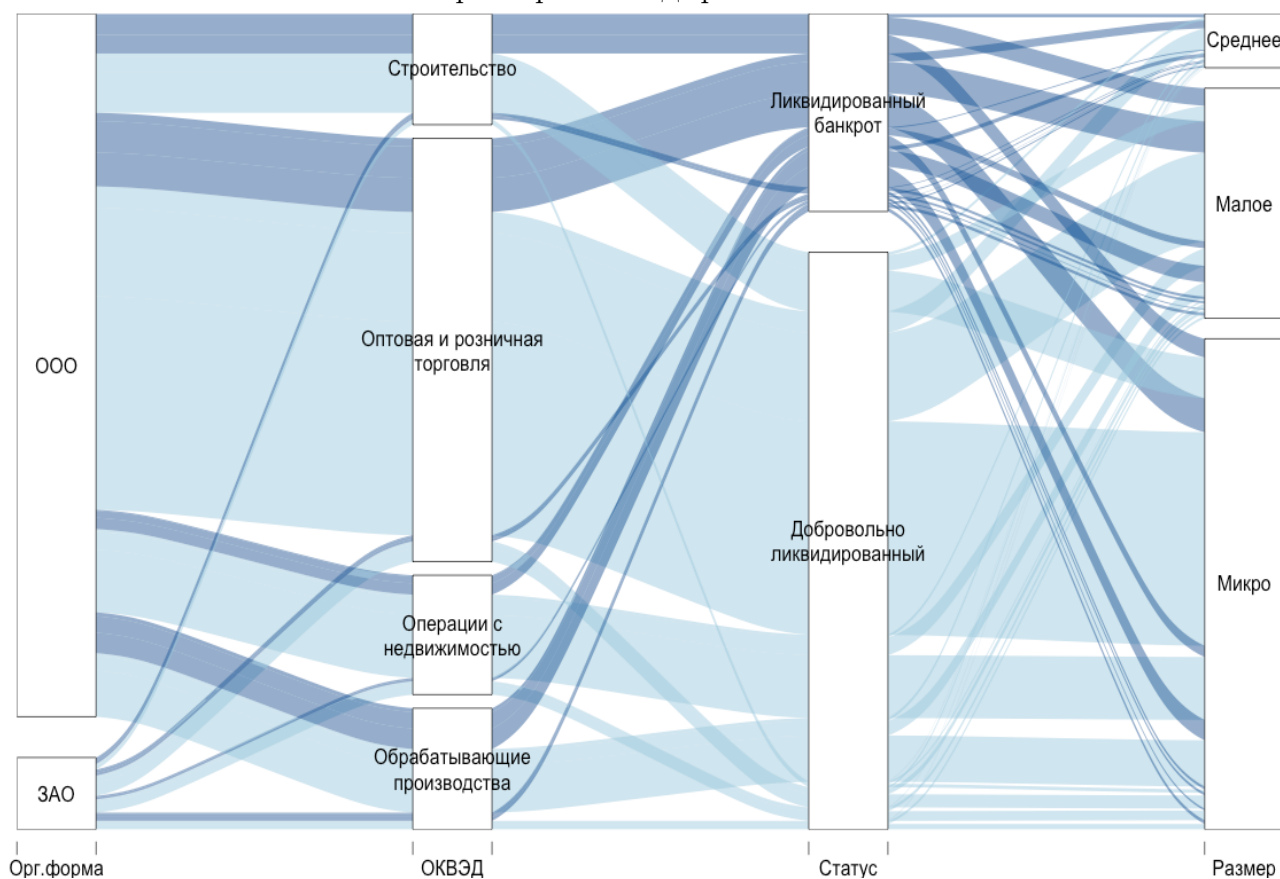 Строительство
Среднее
Ликвидированный
банкрот
Малое
ООО
Оптовая и розничная
торговля
Добровольно
ликвидированный
Микро
Операции с
недвижимостью
Обрабатывающие
производства
ЗАО
Орг.форма
ОКВЭД
Статус
Размер